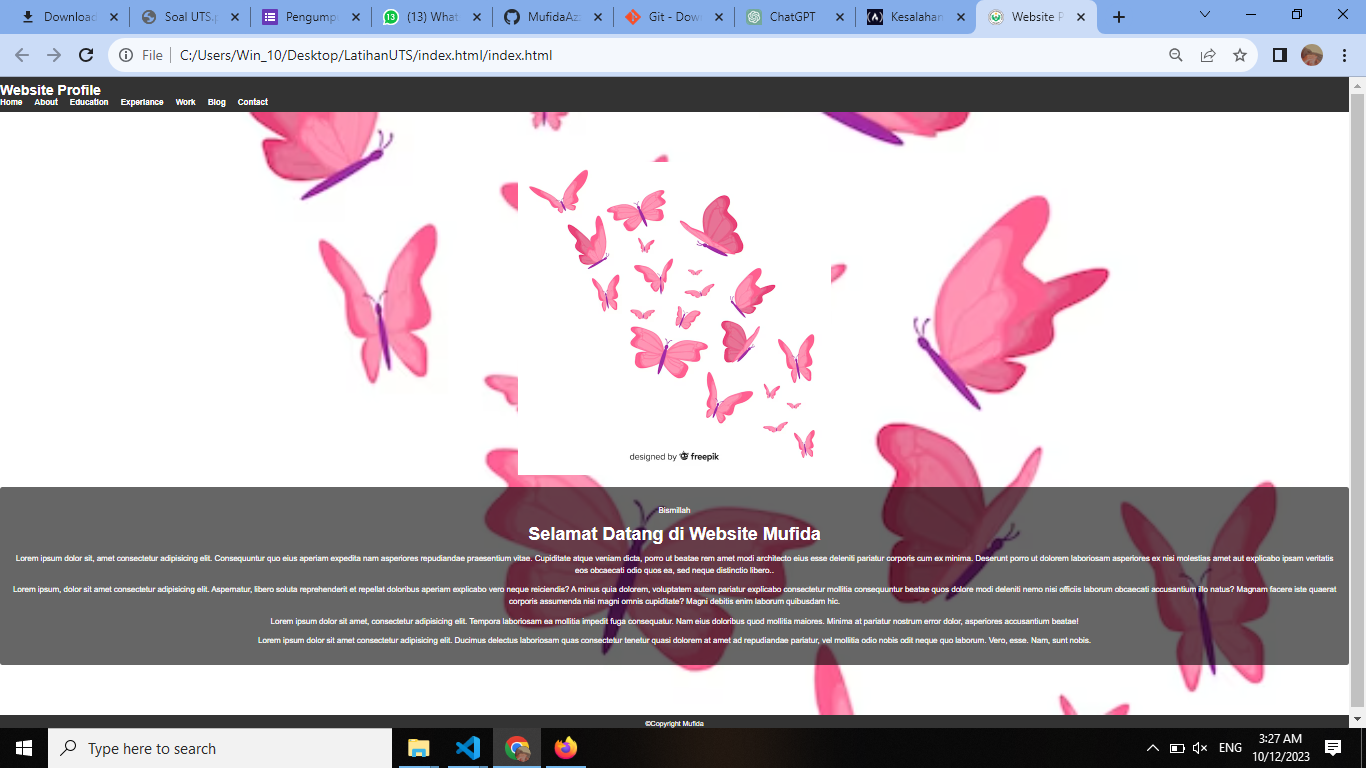 Download
Soal UTS.p
Pengump
(13) What
MufidaAz
Git - Dow
ChatGPT
Kesalahan
Website P
File
C:/Users/Win_10/Desktop/LatihanUTS/index.html/index.html
Website Profile
Home About Education Experiance Work Blog Contact
designed by freepik
Bismillah
Selamat Datang di Website Mufida
Lorem ipsum dolor sit, amet consectetur adipisicing elit. Consequuntur quo eius aperiam expedita nam asperiores repudiandae praesentium vitae. Cupiditate atque veniam dicta, porro ut beatae rem amet modi architecto eius esse deleniti pariatur corporis cum ex minima. Deserunt porro ut dolorem laboriosam asperiores ex nisi molestias amet aut explicabo ipsam veritatis
eos obcaecati odio quos ea, sed neque distinctio libero..
Lorem ipsum, dolor sit amet consectetur adipisicing elit. Aspernatur, libero soluta reprehenderit et repellat doloribus aperiam explicabo vero neque reiciendis? A minus quia dolorem, voluptatem autem pariatur explicabo consectetur mollitia consequuntur beatae quos dolore modi deleniti nemo nisi officiis laborum obcaecati accusantium illo natus? Magnam facere iste quaerat
corporis assumenda nisi magni omnis cupiditate? Magni debitis enim laborum quibusdam hic.
Lorem ipsum dolor sit amet, consectetur adipisicing elit. Tempora laboriosam ea mollitia impedit fuga consequatur. Nam eius doloribus quod mollitia maiores. Minima at pariatur nostrum error dolor, asperiores accusantium beatae!
Lorem ipsum dolor sit amet consectetur adipisicing elit. Ducimus delectus laboriosam quas consectetur tenetur quasi dolorem at amet ad repudiandae pariatur, vel mollitia odio nobis odit neque quo laborum. Vero, esse. Nam, sunt nobis.
©Copyright Mufida
Type here to search
ENG
3:27 AM
10/12/2023